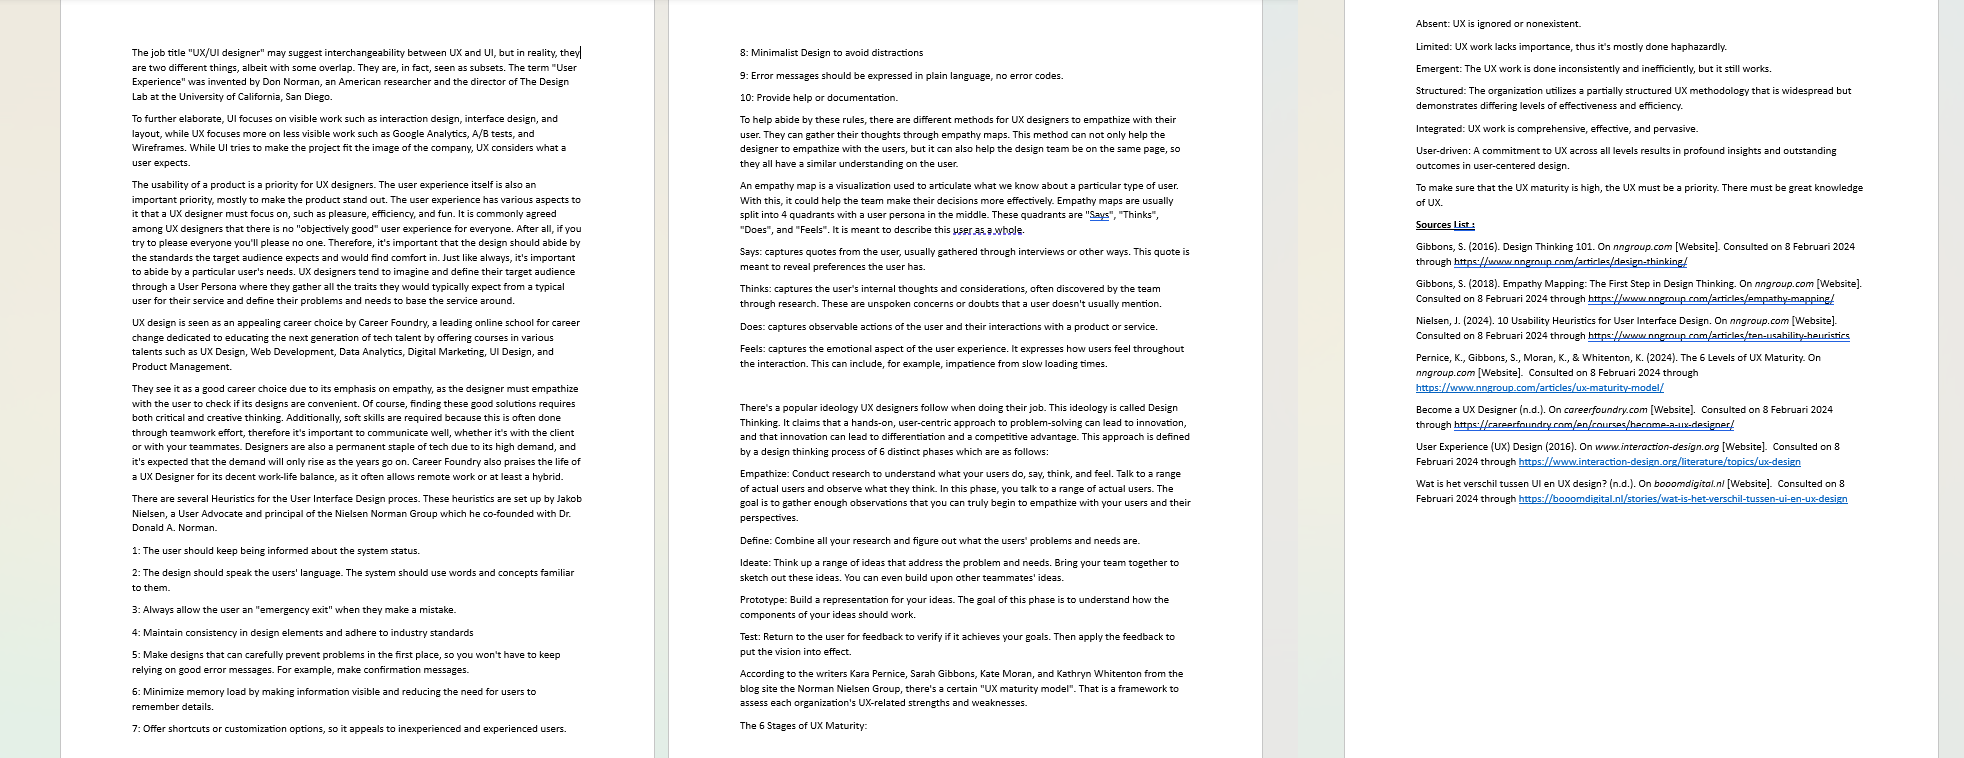 The job title "UX/UI designer" may suggest interchangeability between UX and UI, but in reality, they
are two different things, albeit with some overlap. They are, in fact, seen as subsets. The term "User
Experience" was invented by Don Norman, an American researcher and the director of The Design
Lab at the University of California, San Diego.
To further elaborate, UI focuses on visible work such as interaction design, interface design, and
layout, while UX focuses more on less visible work such as Google Analytics, A/B tests, and
Wireframes. While UI tries to make the project fit the image of the company, UX considers what a
user expects.
The usability of a product is a priority for UX designers. The user experience itself is also an
important priority, mostly to make the product stand out. The user experience has various aspects to
it that a UX designer must focus on, such as pleasure, efficiency, and fun. It is commonly agreed
among UX designers that there is no "objectively good" user experience for everyone. After all, if you
try to please everyone you'll please no one. Therefore, it's important that the design should abide by
the standards the target audience expects and would find comfort in. Just like always, it's important
to abide by a particular user's needs. UX designers tend to imagine and define their target audience
through a User Persona where they gather all the traits they would typically expect from a typical
user for their service and define their problems and needs to base the service around.
UX design is seen as an appealing career choice by Career Foundry, a leading online school for career
change dedicated to educating the next generation of tech talent by offering courses in various
talents such as UX Design, Web Development, Data Analytics, Digital Marketing, UI Design, and
Product Management.
They see it as a good career choice due to its emphasis on empathy, as the designer must empathize
with the user to check if its designs are convenient. Of course, finding these good solutions requires
both critical and creative thinking. Additionally, soft skills are required because this is often done
through teamwork effort, therefore it's important to communicate well, whether it's with the client
or with your teammates. Designers are also a permanent staple of tech due to its high demand, and
it's expected that the demand will only rise as the years go on. Career Foundry also praises the life of
a UX Designer for its decent work-life balance, as it often allows remote work or at least a hybrid.
There are several Heuristics for the User Interface Design proces. These heuristics are set up by Jakob
Nielsen, a User Advocate and principal of the Nielsen Norman Group which he co-founded with Dr.
Donald A. Norman.
1: The user should keep being informed about the system status.
2: The design should speak the users' language. The system should use words and concepts familiar
to them.
3: Always allow the user an "emergency exit" when they make a mistake.
4: Maintain consistency in design elements and adhere to industry standards
5: Make designs that can carefully prevent problems in the first place, so you won't have to keep
relying on good error messages. For example, make confirmation messages.
6: Minimize memory load by making information visible and reducing the need for users to
remember details.
7: Offer shortcuts or customization options, so it appeals to inexperienced and experienced users.
8: Minimalist Design to avoid distractions
9: Error messages should be expressed in plain language, no error codes.
10: Provide help or documentation.
To help abide by these rules, there are different methods for UX designers to empathize with their
user. They can gather their thoughts through empathy maps. This method can not only help the
designer to empathize with the users, but it can also help the design team be on the same page, so
they all have a similar understanding on the user.
An empathy map is a visualization used to articulate what we know about a particular type of user.
With this, it could help the team make their decisions more effectively. Empathy maps are usually
split into 4 quadrants with a user persona in the middle. These quadrants are "Says", "Thinks",
"Does", and "Feels". It is meant to describe this user as a whole.
Says: captures quotes from the user, usually gathered through interviews or other ways. This quote is
meant to reveal preferences the user has.
Thinks: captures the user's internal thoughts and considerations, often discovered by the team
through research. These are unspoken concerns or doubts that a user doesn't usually mention.
Does: captures observable actions of the user and their interactions with a product or service.
Feels: captures the emotional aspect of the user experience. It expresses how users feel throughout
the interaction. This can include, for example, impatience from slow loading times.
There's a popular ideology UX designers follow when doing their job. This ideology is called Design
Thinking. It claims that a hands-on, user-centric approach to problem-solving can lead to innovation,
and that innovation can lead to differentiation and a competitive advantage. This approach is defined
by a design thinking process of 6 distinct phases which are as follows:
Empathize: Conduct research to understand what your users do, say, think, and feel. Talk to a range
of actual users and observe what they think. In this phase, you talk to a range of actual users. The
goal is to gather enough observations that you can truly begin to empathize with your users and their
perspectives.
Define: Combine all your research and figure out what the users' problems and needs are.
Ideate: Think up a range of ideas that address the problem and needs. Bring your team together to
sketch out these ideas. You can even build upon other teammates' ideas.
Prototype: Build a representation for your ideas. The goal of this phase is to understand how the
components of your ideas should work.
Test: Return to the user for feedback to verify if it achieves your goals. Then apply the feedback to
put the vision into effect.
According to the writers Kara Pernice, Sarah Gibbons, Kate Moran, and Kathryn Whitenton from the
blog site the Norman Nielsen Group, there's a certain "UX maturity model". That is a framework to
assess each organization's UX-related strengths and weaknesses.
The 6 Stages of UX Maturity:
Absent: UX is ignored or nonexistent.
Limited: UX work lacks importance, thus it's mostly done haphazardly.
Emergent: The UX work is done inconsistently and inefficiently, but it still works.
Structured: The organization utilizes a partially structured UX methodology that is widespread but
demonstrates differing levels of effectiveness and efficiency.
Integrated: UX work is comprehensive, effective, and pervasive.
User-driven: A commitment to UX across all levels results in profound insights and outstanding
outcomes in user-centered design.
To make sure that the UX maturity is high, the UX must be a priority. There must be great knowledge
of UX.
Sources List :
Gibbons, S. (2016). Design Thinking 101. On nngroup.com [Website]. Consulted on 8 Februari 2024
through https://www.nngroup.com/articles/design-thinking/
Gibbons, S. (2018). Empathy Mapping: The First Step in Design Thinking. On nngroup.com [Website].
Consulted on 8 Februari 2024 through https://www.nngroup.com/articles/empathy-mapping/
Nielsen, J. (2024). 10 Usability Heuristics for User Interface Design. On nngroup.com [Website].
Consulted on 8 Februari 2024 through https://www.nngroup.com/articles/ten-usability-heuristics
Pernice, K., Gibbons, S., Moran, K., & Whitenton, K. (2024). The 6 Levels of UX Maturity. On
nngroup.com [Website]. Consulted on 8 Februari 2024 through
https://www.nngroup.com/articles/ux-maturity-model/
Become a UX Designer (n.d.). On careerfoundry.com [Website]. Consulted on 8 Februari 2024
through https://careerfoundry.com/en/courses/become-a-ux-designer/
User Experience (UX) Design (2016). On www.interaction-design.org [Website]. Consulted on 8
Februari 2024 through https://www.interaction-design.org/literature/topics/ux-design
Wat is het verschil tussen UI en UX design? (n.d.). On booomdigital.nl [Website]. Consulted on 8
Februari 2024 through https://booomdigital.nl/stories/wat-is-het-verschil-tussen-ui-en-ux-design